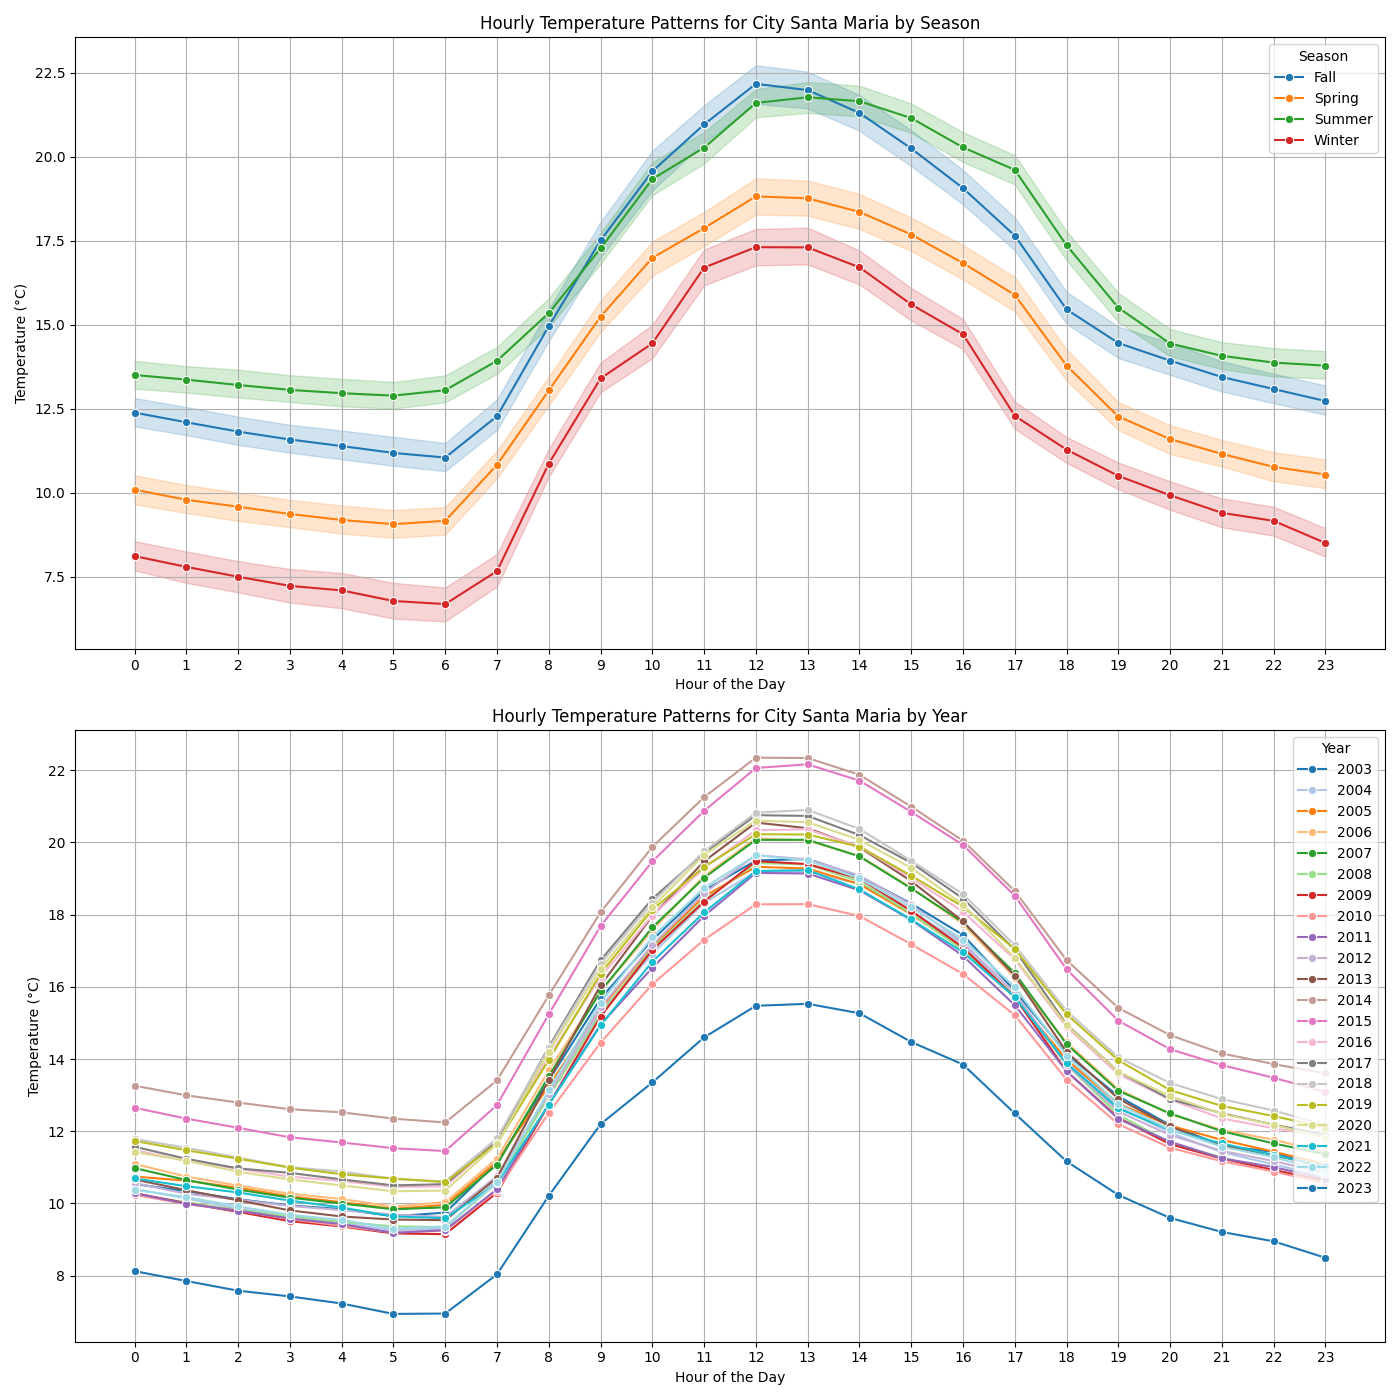 Hourly Temperature Patterns for City Santa Maria by Season
Season
Fall
Spring
Summer
Winter
22.5
20.0
17.5
15.0
12.5
10.0
7.5
Temperature (°C)
0 1 2 3 4 5 6 7 8 9 10 11 12 13 14 15 16 17 18 19 20 21 22 23
Hour of the Day
Hourly Temperature Patterns for City Santa Maria by Year
Year
2003
2004
2005
2006
2007
2008
2009
2010
2011
2012
2013
2014
2015
2016
2017
2018
2019
2020
2021
2022
2023
22
20
18
16
14
12
10
8
Temperature (°C)
0 1 2 3 4 5 6 7 8 9 10 11 12 13 14 15 16 17 18 19 20 21 22 23
Hour of the Day